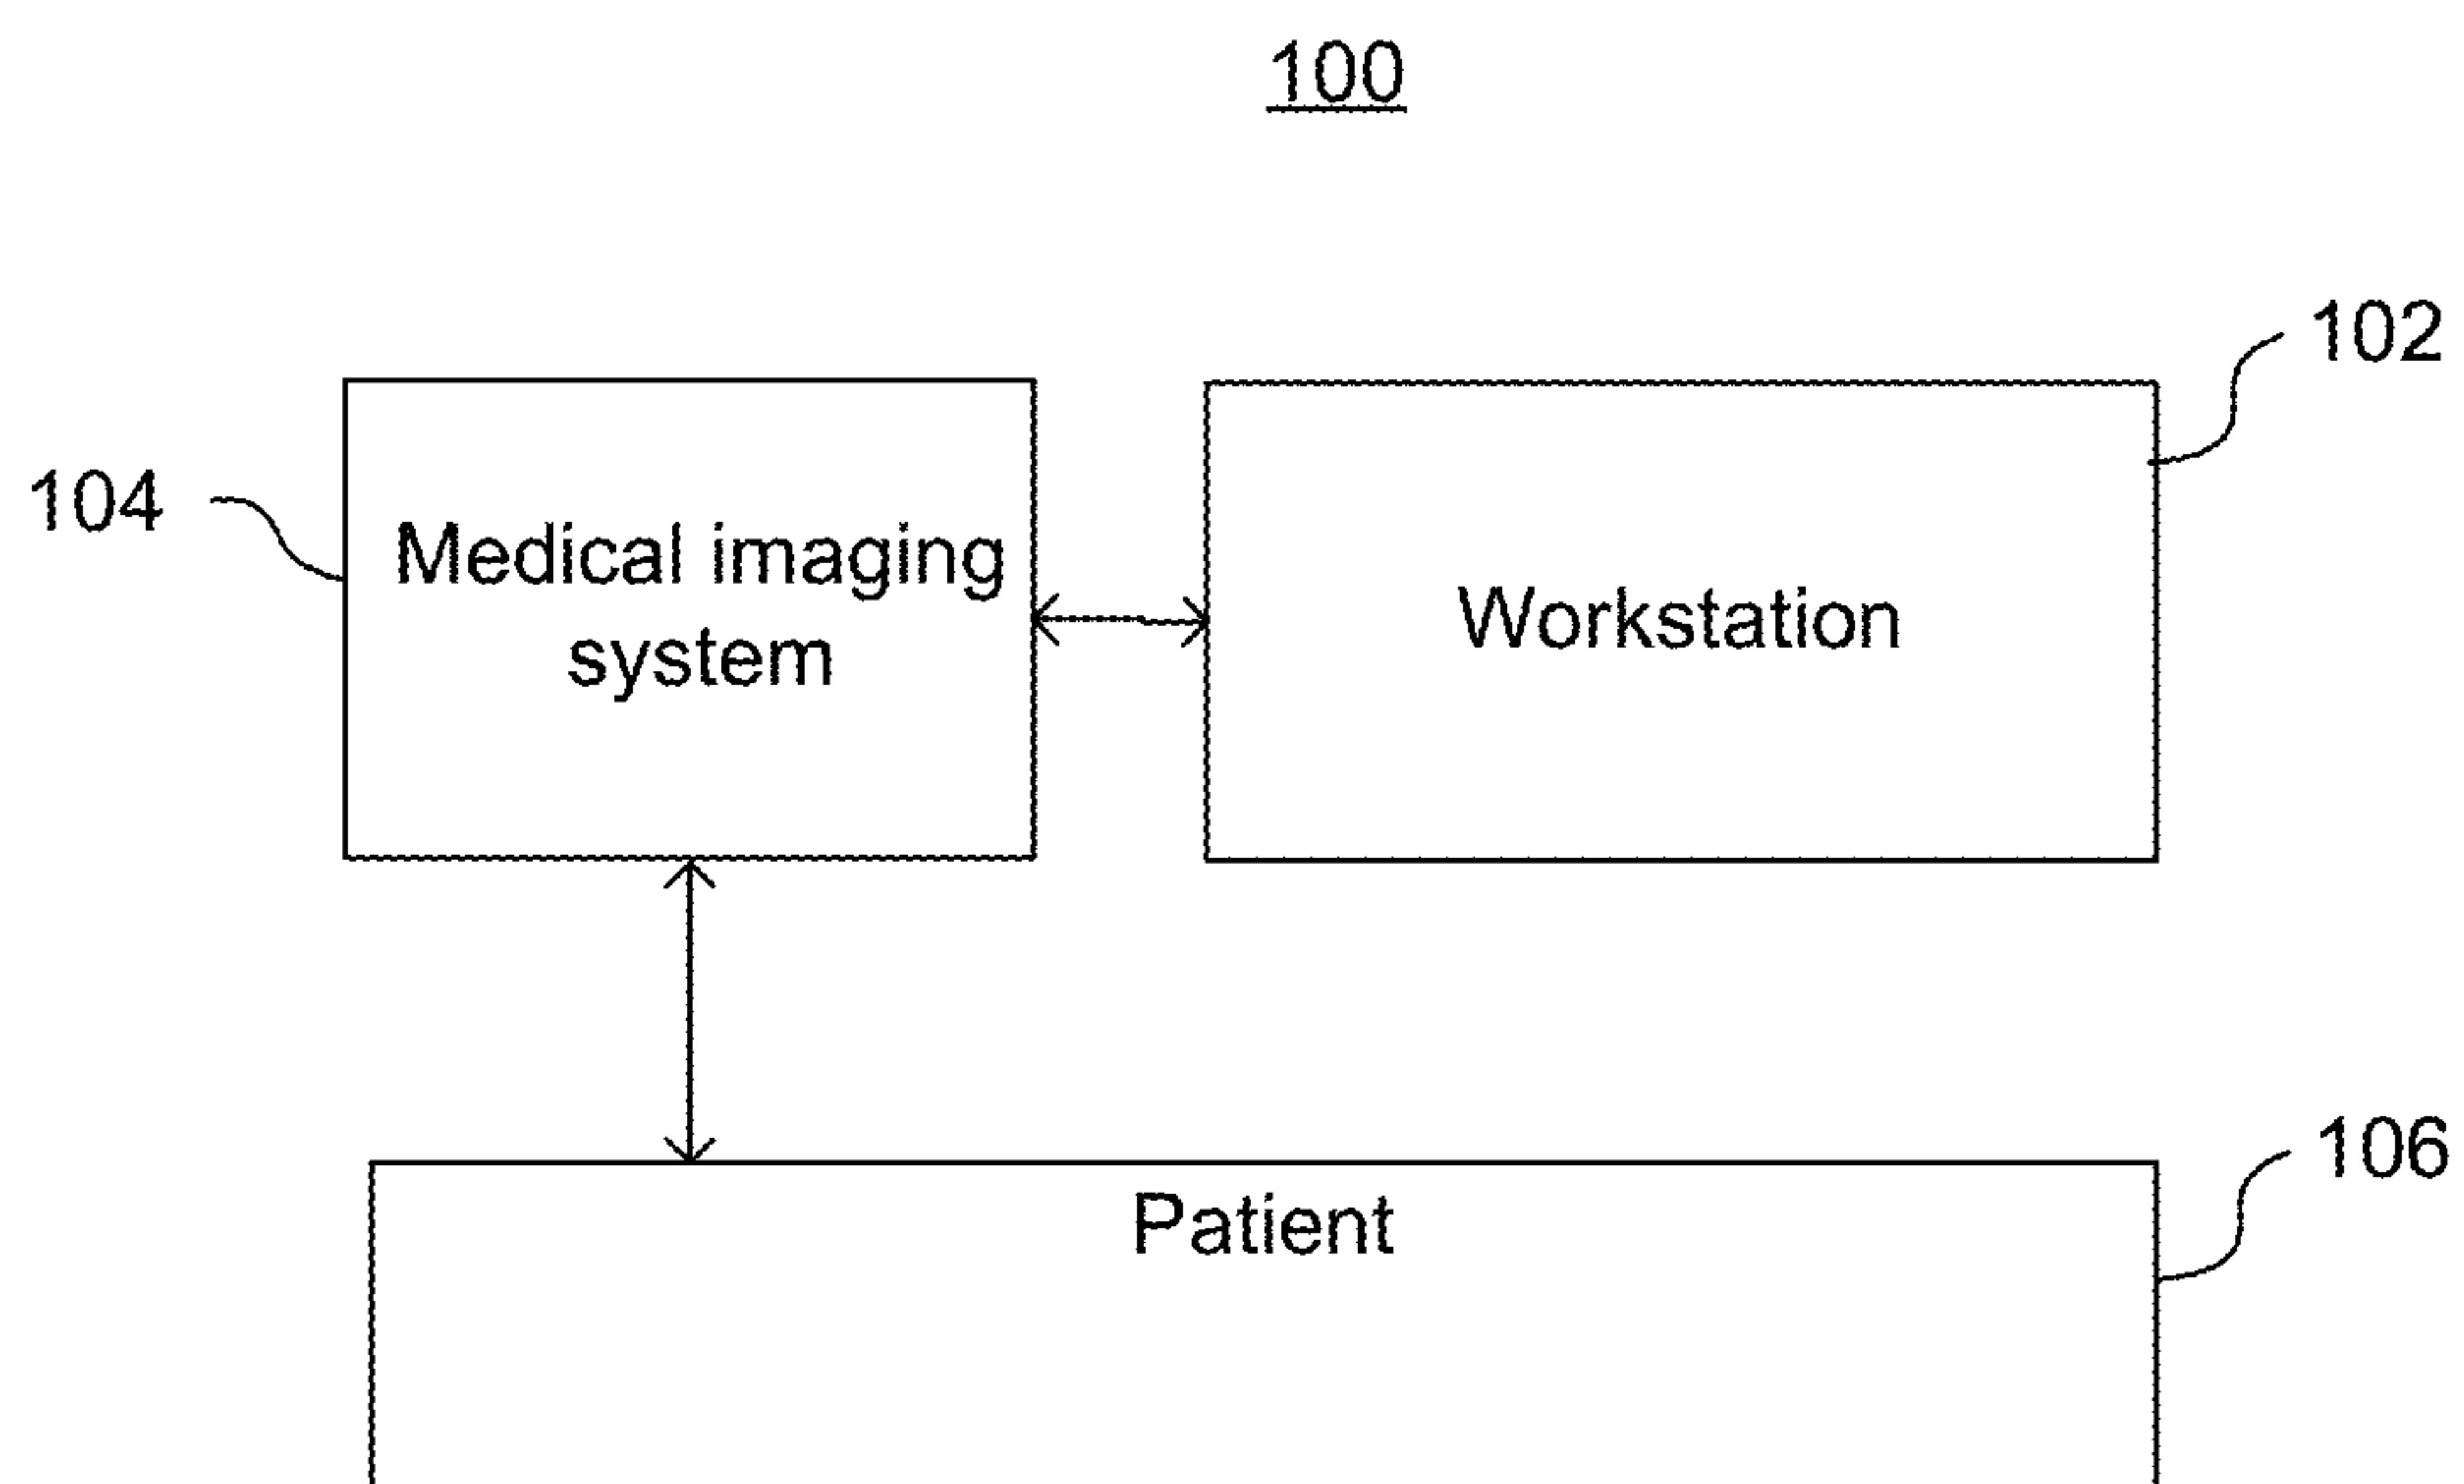 100
102
104
Medical imaging
system
Workstation
106
Patient